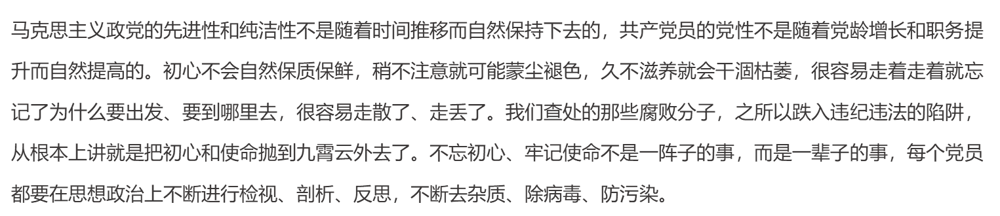 马克思主义政党的先进性和纯洁性不是随着时间推移而自然保持下去的，共产党员的党性不是随着党龄增长和职务提
升而自然提高的。初心不会自然保质保鲜，稍不注意就可能蒙尘褪色，久不滋养就会干涸枯萎，很容易走着走着就忘
记了为什么要出发、要到哪里去，很容易走散了、走丢了。我们查处的那些腐败分子，之所以跌入违纪违法的陷阱，
从根本上讲就是把初心和使命抛到九霄云外去了。不忘初心、牢记使命不是一阵子的事，而是一辈子的事，每个党员
都要在思想政治上不断进行检视、剖析、反思，不断去杂质、除病毒、防污染。